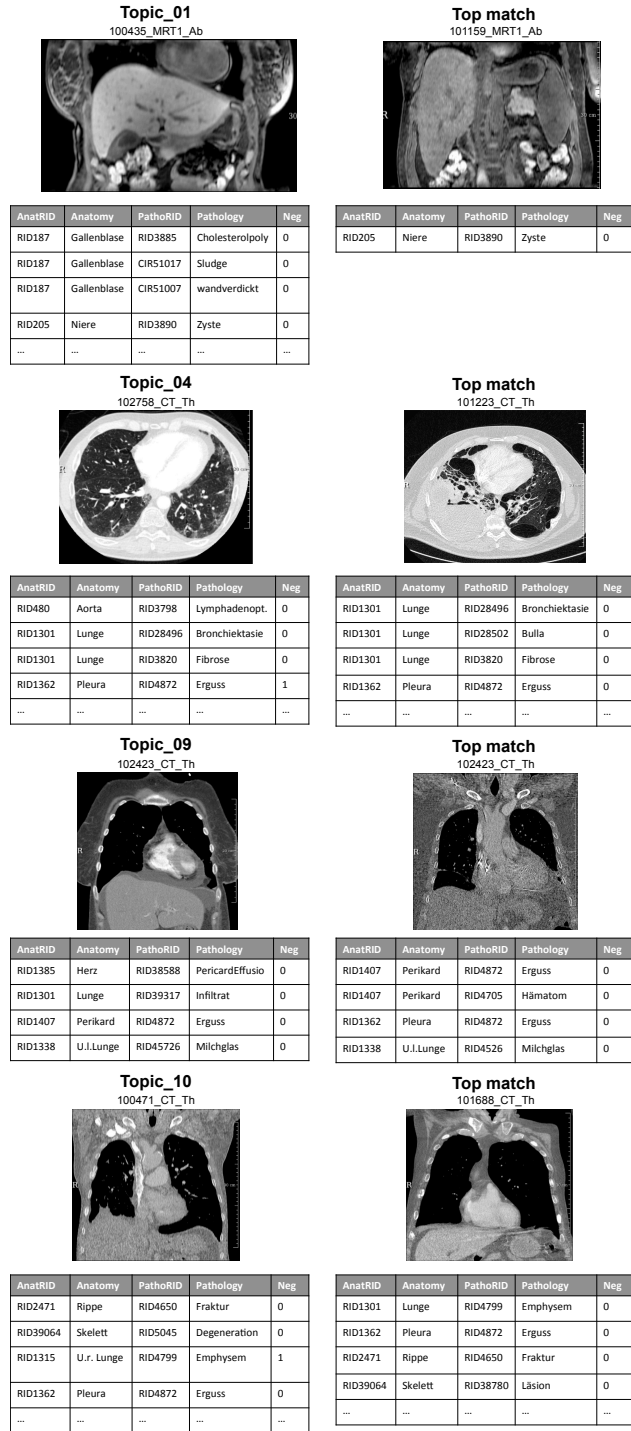 Topic_01
100435_MRT1_Ab
30
AnatRID Anatomy PathoRID Pathology Neg
RID187 Gallenblase RID3885 Cholesterolpoly 0
RID187 Gallenblase CIR51017 Sludge 0
RID187 Gallenblase CIR51007 wandverdickt 0
RID205 Niere RID3890 Zyste 0
... ... ... ... ...
Top match
101159_MRT1_Ab
R
AnatRID Anatomy PathoRID Pathology Neg
RID205 Niere RID3890 Zyste 0
Topic_04
102758_CT_Th
R
AnatRID Anatomy PathoRID Pathology Neg
RID480 Aorta RID3798 Lymphadenopt. 0
RID1301 Lunge RID28496 Bronchiektasie 0
RID1301 Lunge RID3820 Fibrose 0
RID1362 Pleura RID4872 Erguss 1
... ... ... ... ...
Top match
101223_CT_Th
R
AnatRID Anatomy PathoRID Pathology Neg
RID1301 Lunge RID28496 Bronchiektasie 0
RID1301 Lunge RID28502 Bulla 0
RID1301 Lunge RID3820 Fibrose 0
RID1362 Pleura RID4872 Erguss 0
... ... ... ... ...
Topic_09
102423_CT_Th
R
AnatRID Anatomy PathoRID Pathology Neg
RID1385 Herz RID38588 PericardEffusio 0
RID1301 Lunge RID39317 Infiltrat 0
RID1407 Perikard RID4872 Erguss 0
RID1338 U.l.Lunge RID45726 Milchglas 0
Top match
102423_CT_Th
R
AnatRID Anatomy PathoRID Pathology Neg
RID1407 Perikard RID4872 Erguss 0
RID1407 Perikard RID4705 Hämatom 0
RID1362 Pleura RID4872 Erguss 0
RID1338 U.l.Lunge RID4526 Milchglas 0
Topic_10
100471_CT_Th
R
AnatRID Anatomy PathoRID Pathology Neg
RID2471 Rippe RID4650 Fraktur 0
RID39064 Skelett RID5045 Degeneration 0
RID1315 U.r. Lunge RID4799 Emphysem 1
RID1362 Pleura RID4872 Erguss 0
... ... ... ... ...
Top match
101688_CT_Th
R
AnatRID Anatomy PathoRID Pathology Neg
RID1301 Lunge RID4799 Emphysem 0
RID1362 Pleura RID4872 Erguss 0
RID2471 Rippe RID4650 Fraktur 0
RID39064 Skelett RID38780 Läsion 0
... ... ... ... ...